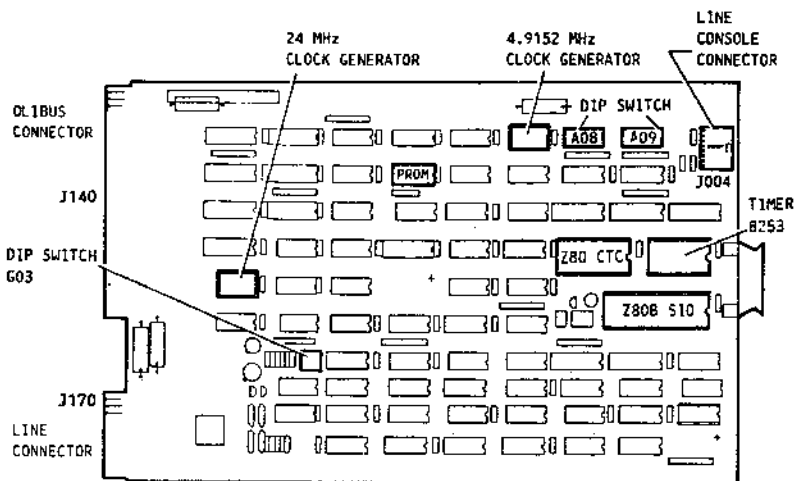 24 MHz
CLOCK GENERATOR
4.9152 MHz
CLOCK GENERATOR
LINE
CONSOLE
CONNECTOR
OLIBUS
CONNECTOR
DIP SWITCH
A08
A09
PROM
J004
J140
TIMER
8253
DIP SWITCH
G03
Z80 CTC
Z80B SIO
J170
LINE
CONNECTOR